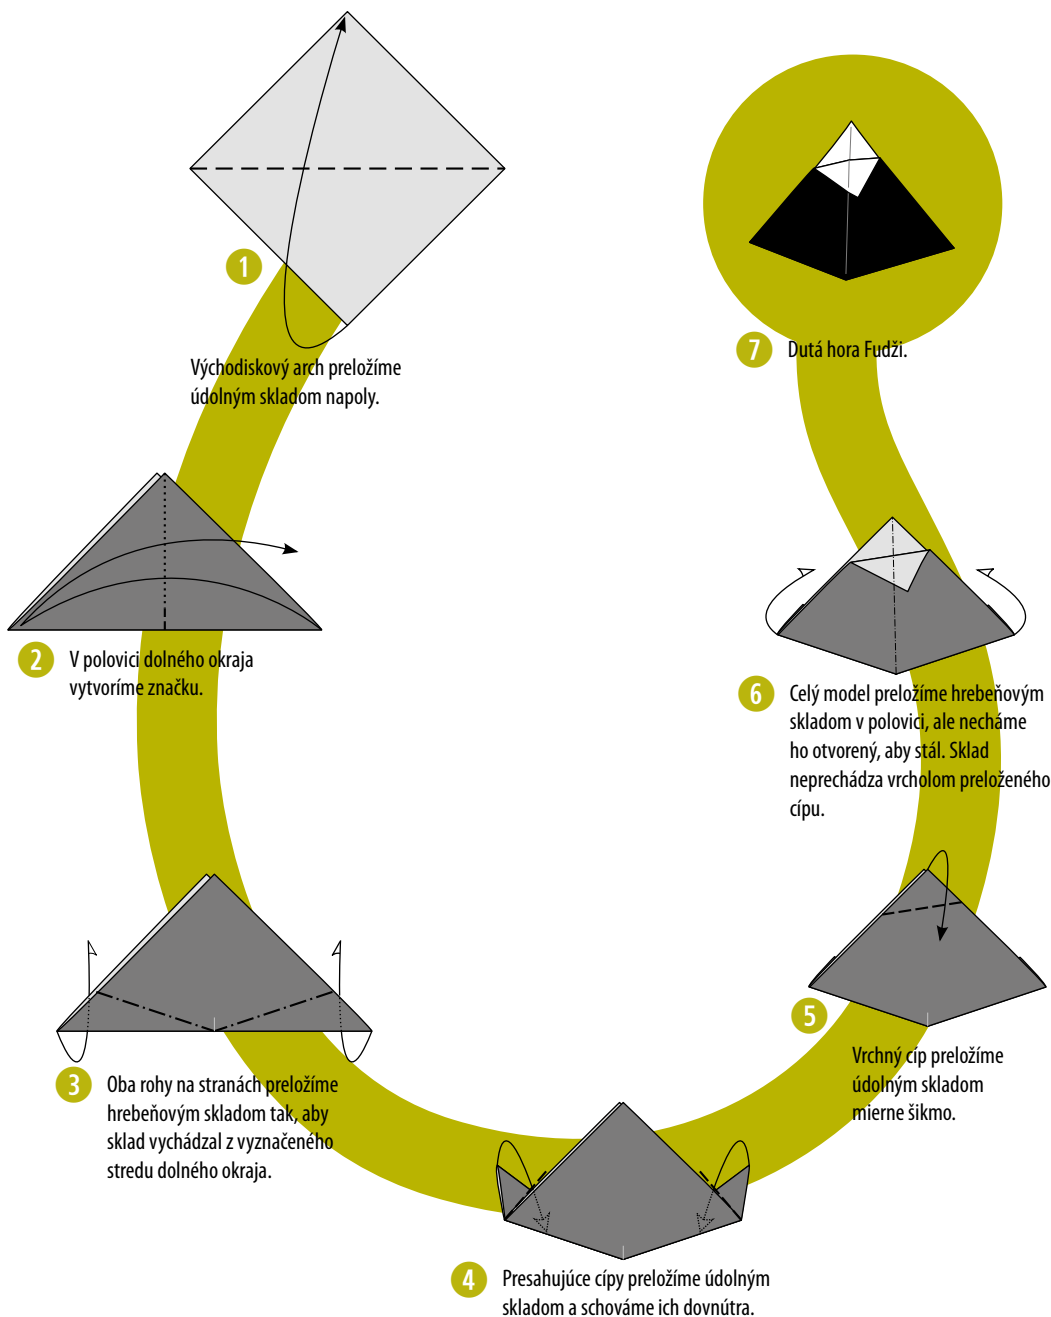 1
Východiskový arch preložíme
údolným skladom napoly.
2 V polovici dolného okraja
vytvoríme značku.
3 Oba rohy na stranách preložíme
hrebeňovým skladom tak, aby
sklad vychádzal z vyznačeného
stredu dolného okraja.
4 Presahujúce cípy preložíme údolným
skladom a schováme ich dovnútra.
5
Vrchný cíp preložíme
údolným skladom
mierne šikmo.
6 Celý model preložíme hrebeňovým
skladom v polovici, ale necháme
ho otvorený, aby stál. Sklad
neprechádza vrcholom preloženého
cípu.
7 Dutá hora Fudži.